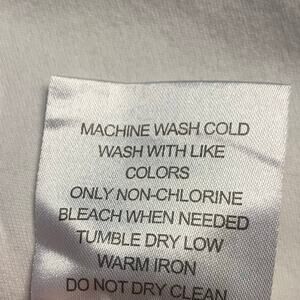 MACHINE WASH COLD
WASH WITH LIKE
COLORS
ONLY NON-CHLORINE
BLEACH WHEN NEEDED
TUMBLE DRY LOW
WARM IRON
DO NOT DRY CLEAN